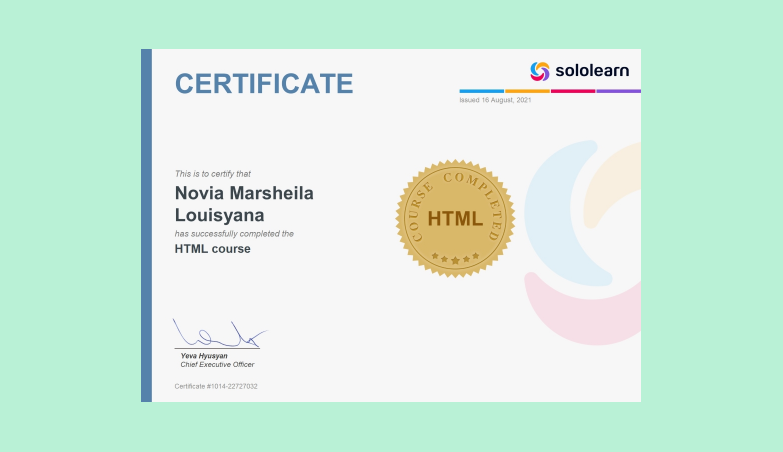 CERTIFICATE
sololearn
Issued 16 August, 2021
This is to certify that
Novia Marsheila
Louisyana
has successfully completed the
HTML course
COURSE COMPLETED
HTML
Yeva Hyusyan
Chief Executive Officer
Certificate #1014-22727032